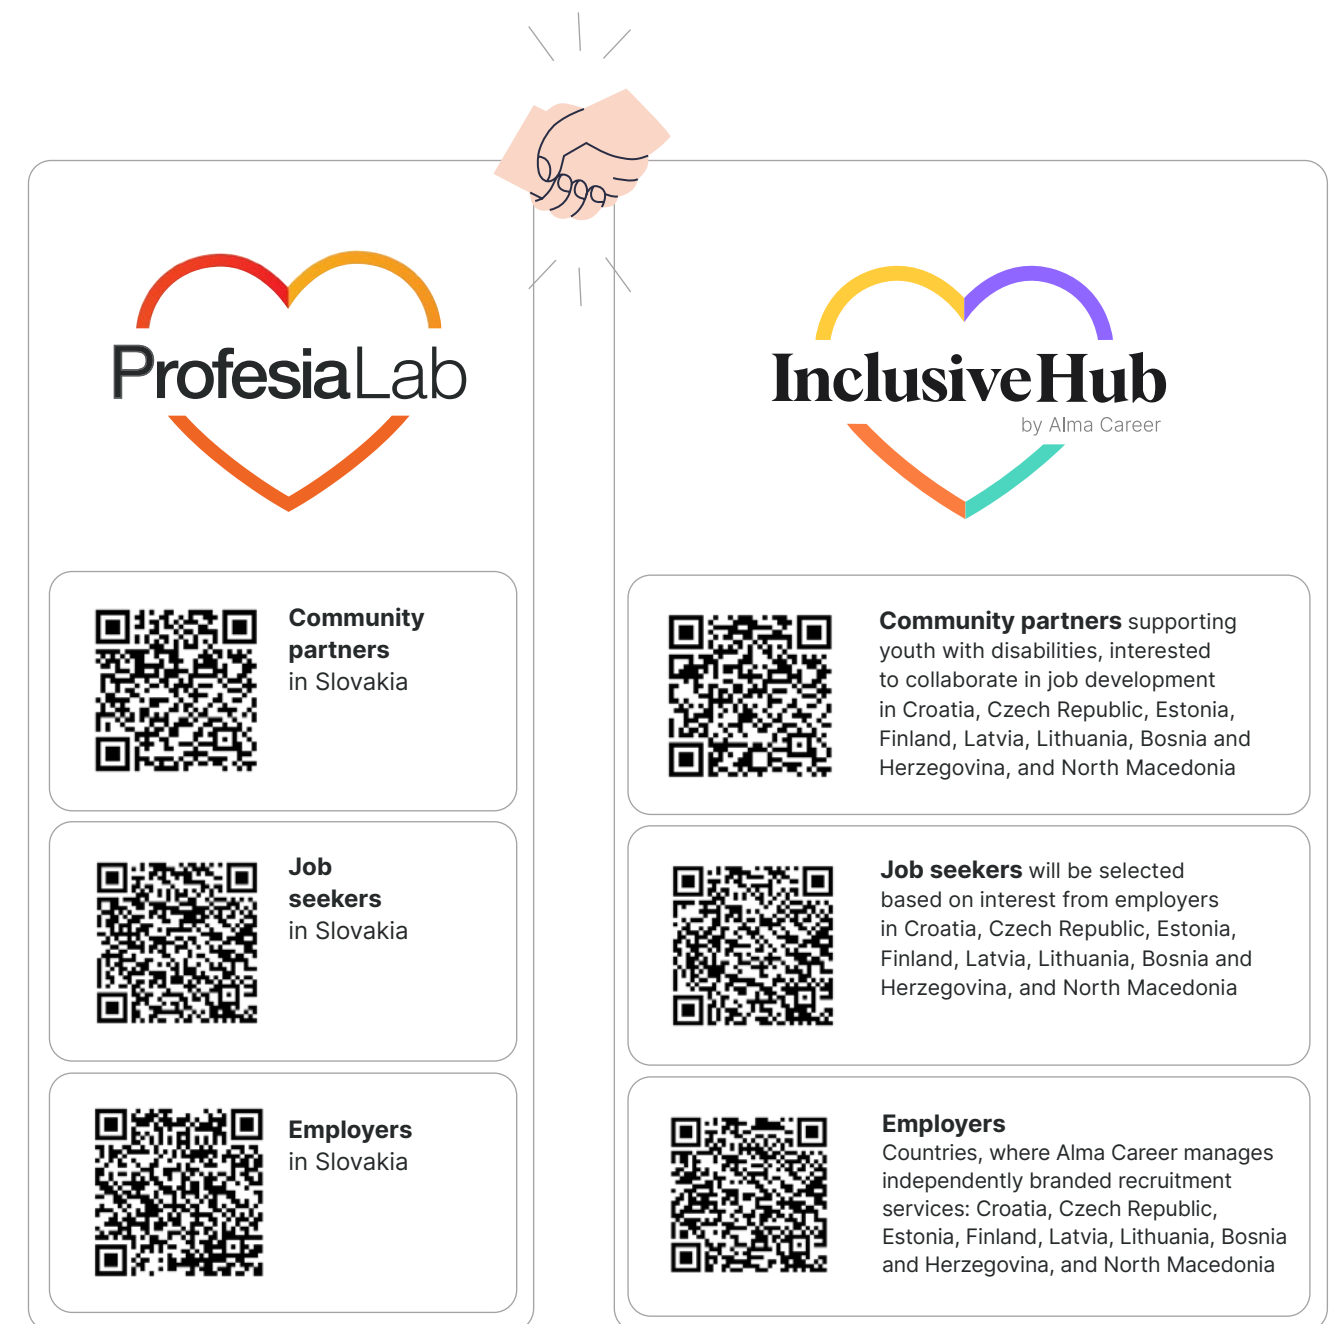 ProfesiaLab
Community
partners
in Slovakia
Job
seekers
in Slovakia
Employers
in Slovakia
InclusiveHub
by Alma Career
Community partners supporting
youth with disabilities, interested
to collaborate in job development
in Croatia, Czech Republic, Estonia,
Finland, Latvia, Lithuania, Bosnia and
Herzegovina, and North Macedonia
Job seekers will be selected
based on interest from employers
in Croatia, Czech Republic, Estonia,
Finland, Latvia, Lithuania, Bosnia and
Herzegovina, and North Macedonia
Employers
Countries, where Alma Career manages
independently branded recruitment
services: Croatia, Czech Republic,
Estonia, Finland, Latvia, Lithuania, Bosnia
and Herzegovina, and North Macedonia